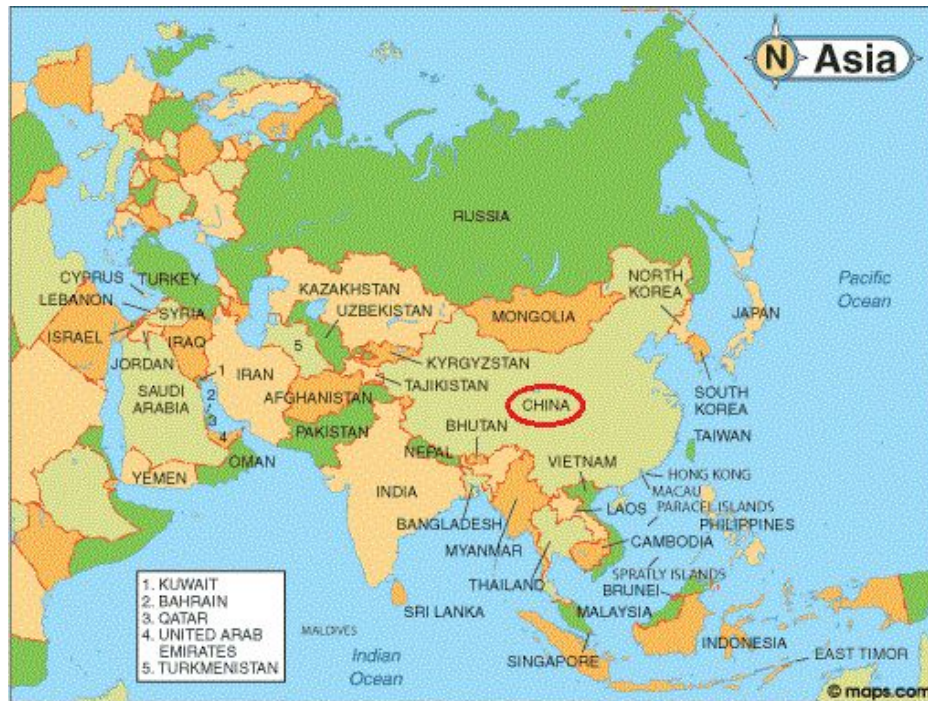 N Asia
RUSSIA
Pacific
Ocean
CYPRUS
TURKEY
KAZAKHSTAN
NORTH
KOREA
LEBANON
SYRIA
UZBEKISTAN
MONGOLIA
JAPAN
ISRAEL
IRAQ
5
JORDAN
1
IRAN
KYRGYZSTAN
TAJIKISTAN
SOUTH
KOREA
SAUDI
ARABIA
2
3
4
AFGHANISTAN
CHINA
PAKISTAN
BHUTAN
TAIWAN
OMAN
NEPAL
VIETNAM
YEMEN
INDIA
HONG KONG
MACAU
LAOS
PARACEL ISLANDS
BANGLADESH
PHILIPPINES
MYANMAR
CAMBODIA
THAILAND
SPRATLY ISLANDS
BRUNEI
SRI LANKA
MALAYSIA
MALDIVES
INDONESIA
SINGAPORE
EAST TIMOR
Indian
Ocean
1. KUWAIT
2. BAHRAIN
3. QATAR
4. UNITED ARAB
EMIRATES
5. TURKMENISTAN
© maps.com